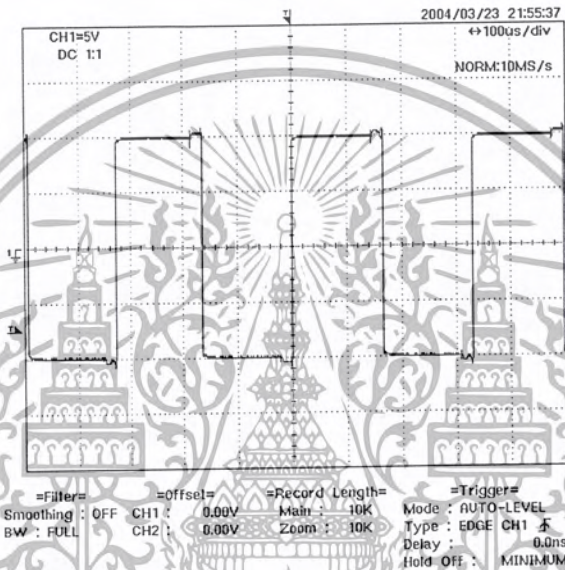 2004/03/23 21:55:37
CH1=5V
DC 1:1
↔100us/div
NORM:10MS/s
=Filter=
Smoothing : OFF
BW : FULL
=Offset=
CH1 : 0.00V
CH2 : 0.00V
=Record Length=
Main : 10K
Zoom : 10K
=Trigger=
Mode : AUTO-LEVEL
Type : EDGE CH1
Delay : 0.0ns
Hold Off : MINIMUM